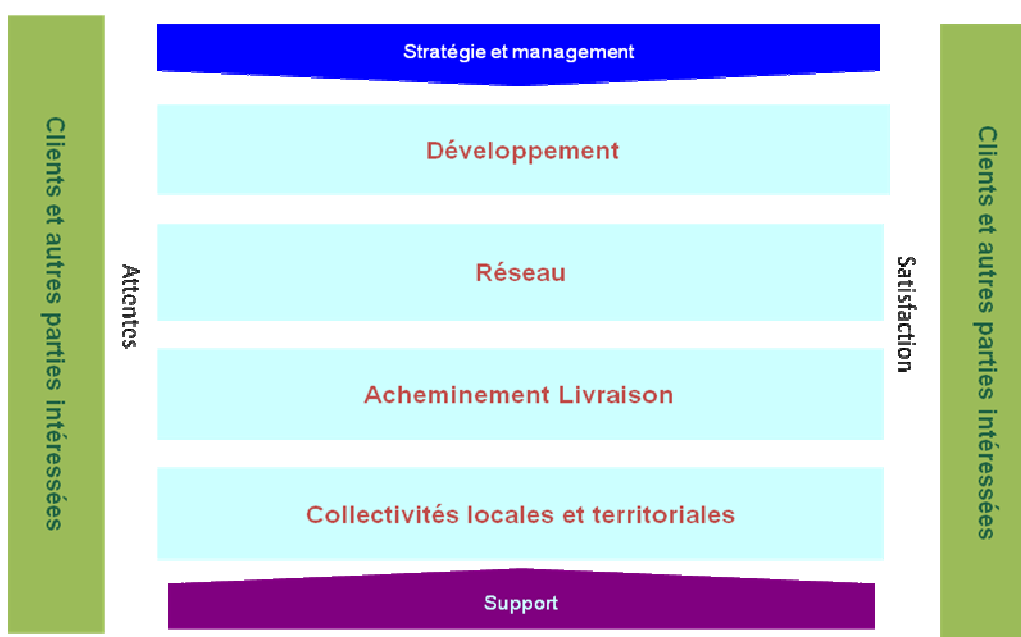 Stratégie et management
Clients et autres parties intéressées
Attentes
Développement
Réseau
Acheminement Livraison
Collectivités locales et territoriales
Support
Satisfaction
Clients et autres parties intéressées